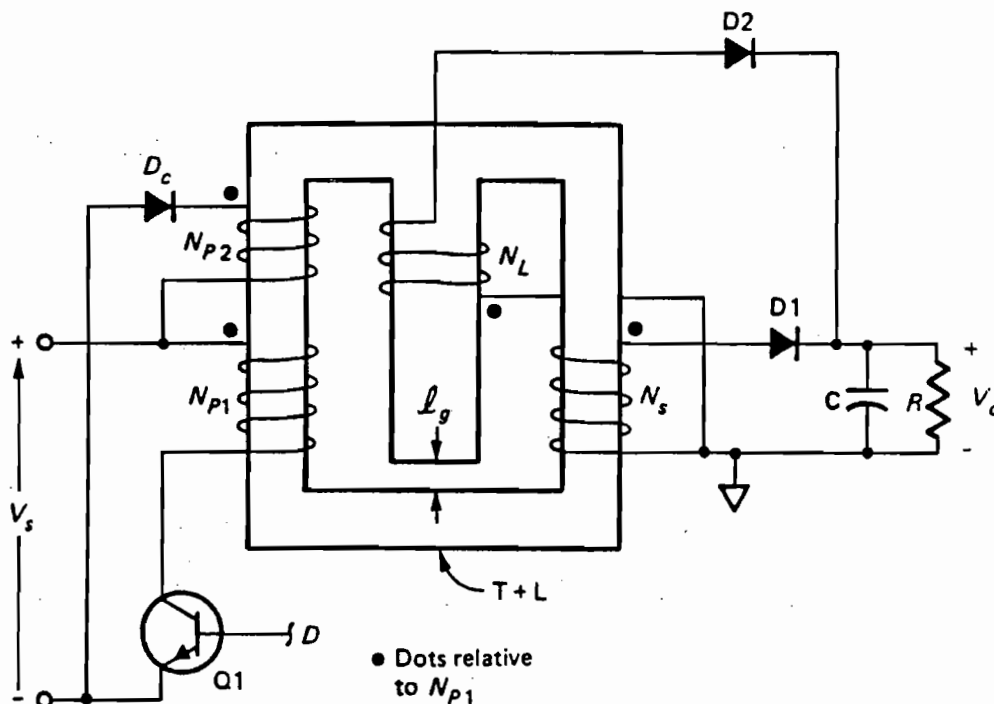 D2
D_c
N_P2
N_L
D1
+
N_P1
ℓ_g
N_s
C
R
+
V_o
-
V_s
T + L
D
Q1
-
● Dots relative
to N_P1